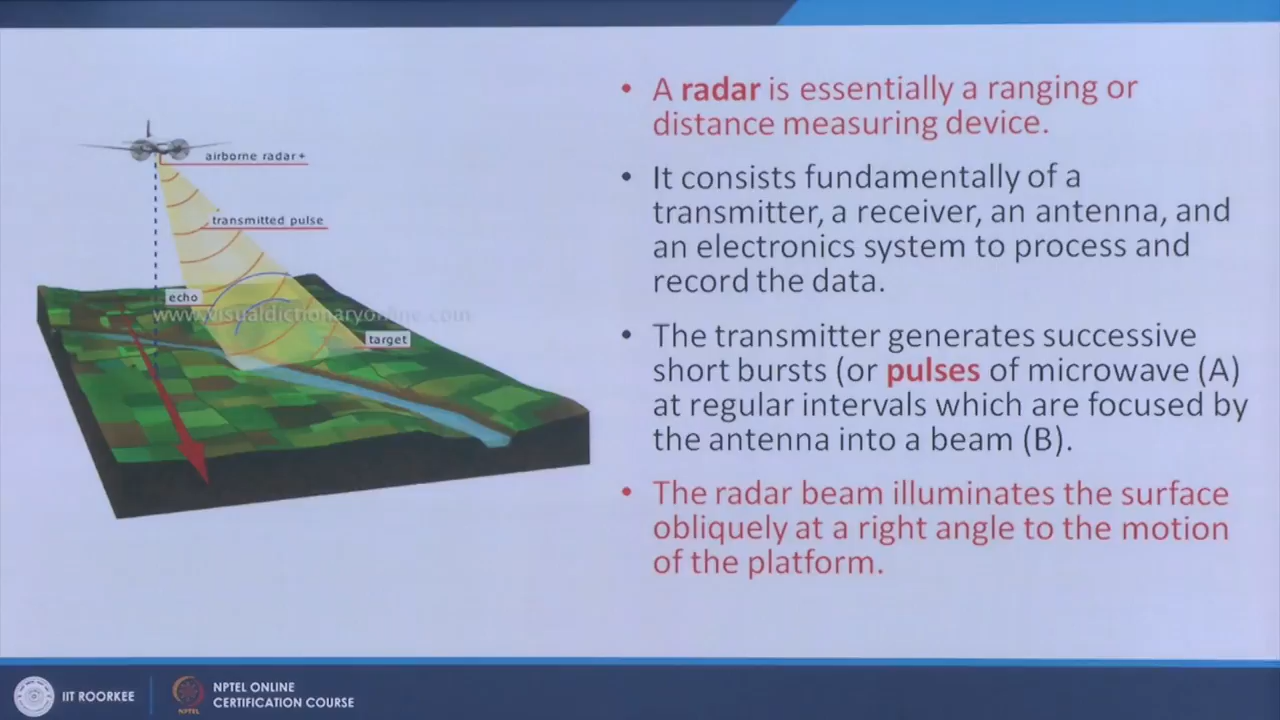 airborne radar+
transmitted pulse
echo
www.visualdictionaryonline.com
target
• A radar is essentially a ranging or
distance measuring device.
• It consists fundamentally of a
transmitter, a receiver, an antenna, and
an electronics system to process and
record the data.
• The transmitter generates successive
short bursts (or pulses of microwave (A)
at regular intervals which are focused by
the antenna into a beam (B).
• The radar beam illuminates the surface
obliquely at a right angle to the motion
of the platform.
IIT ROORKEE
NPTEL
NPTEL ONLINE
CERTIFICATION COURSE